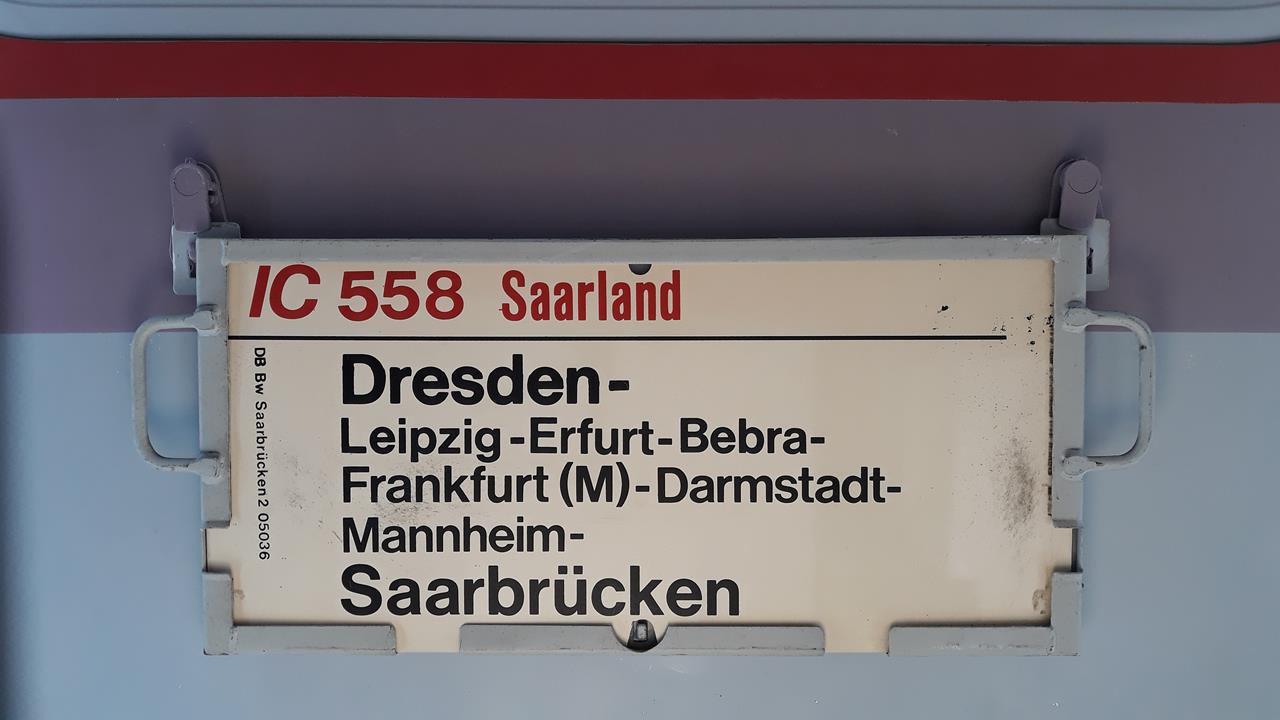 IC 558 Saarland
Dresden-
Leipzig-Erfurt-Bebra-
Frankfurt (M)-Darmstadt-
Mannheim-
Saarbrücken
DB Bw Saarbrücken 2 05036